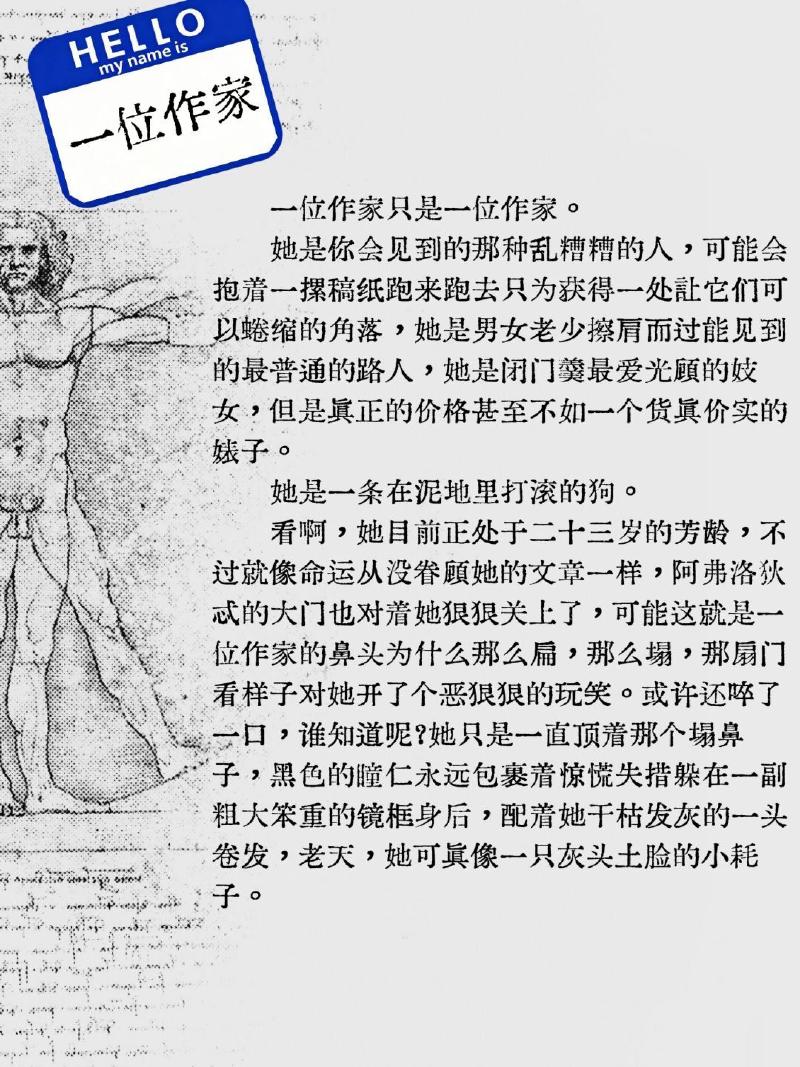 HELLO
my name is
一位作家
一位作家只是一位作家。
她是你会见到的那种乱糟糟的人，可能会
抱着一摞稿纸跑来跑去只为获得一处让它们可
以蜷缩的角落，她是男女老少擦肩而过能见到
的最普通的路人，她是闭门羹最爱光顾的妓
女，但是真正的价格甚至不如一个货真价实的
婊子。
她是一条在泥地里打滚的狗。
看啊，她目前正处于二十三岁的芳龄，不
过就像命运从没眷顾她的文章一样，阿弗洛狄
忒的大门也对着她狠狠关上了，可能这就是一
位作家的鼻头为什么那么扁，那么塌，那扇门
看样子对她开了个恶狠狠的玩笑。或许还啐了
一口，谁知道呢?她只是一直顶着那个塌鼻
子，黑色的瞳仁永远包裹着惊慌失措躲在一副
粗大笨重的镜框身后，配着她干枯发灰的一头
卷发，老天，她可真像一只灰头土脸的小耗
子。